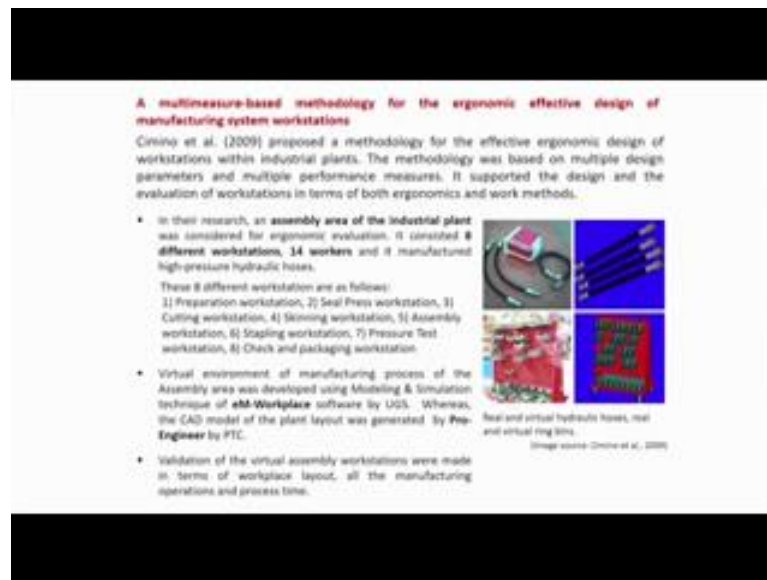 A multimeasure-based methodology for the ergonomic effective design of
manufacturing system workstations
Cimino et al. (2009) proposed a methodology for the effective ergonomic design of
workstations within industrial plants. The methodology was based on multiple design
parameters and multiple performance measures. It supported the design and the
evaluation of workstations in terms of both ergonomics and work methods.
• In their research, an assembly area of the industrial plant
was considered for ergonomic evaluation. It consisted 8
different workstations, 14 workers and it manufactured
high-pressure hydraulic hoses.
These 8 different workstation are as follows:
1) Preparation workstation, 2) Seal Press workstation, 3)
Cutting workstation, 4) Skinning workstation, 5) Assembly
workstation, 6) Stapling workstation, 7) Pressure Test
workstation, 8) Check and packaging workstation
• Virtual environment of manufacturing process of the
Assembly area was developed using Modeling & Simulation
technique of eM-Workplace software by UGS. Whereas,
the CAD model of the plant layout was generated by Pro-
Engineer by PTC.
• Validation of the virtual assembly workstations were made
in terms of workplace layout, all the manufacturing
operations and process time.
Real and virtual hydraulic hoses, real
and virtual ring bins.
(Image source: Cimino et al., 2009)